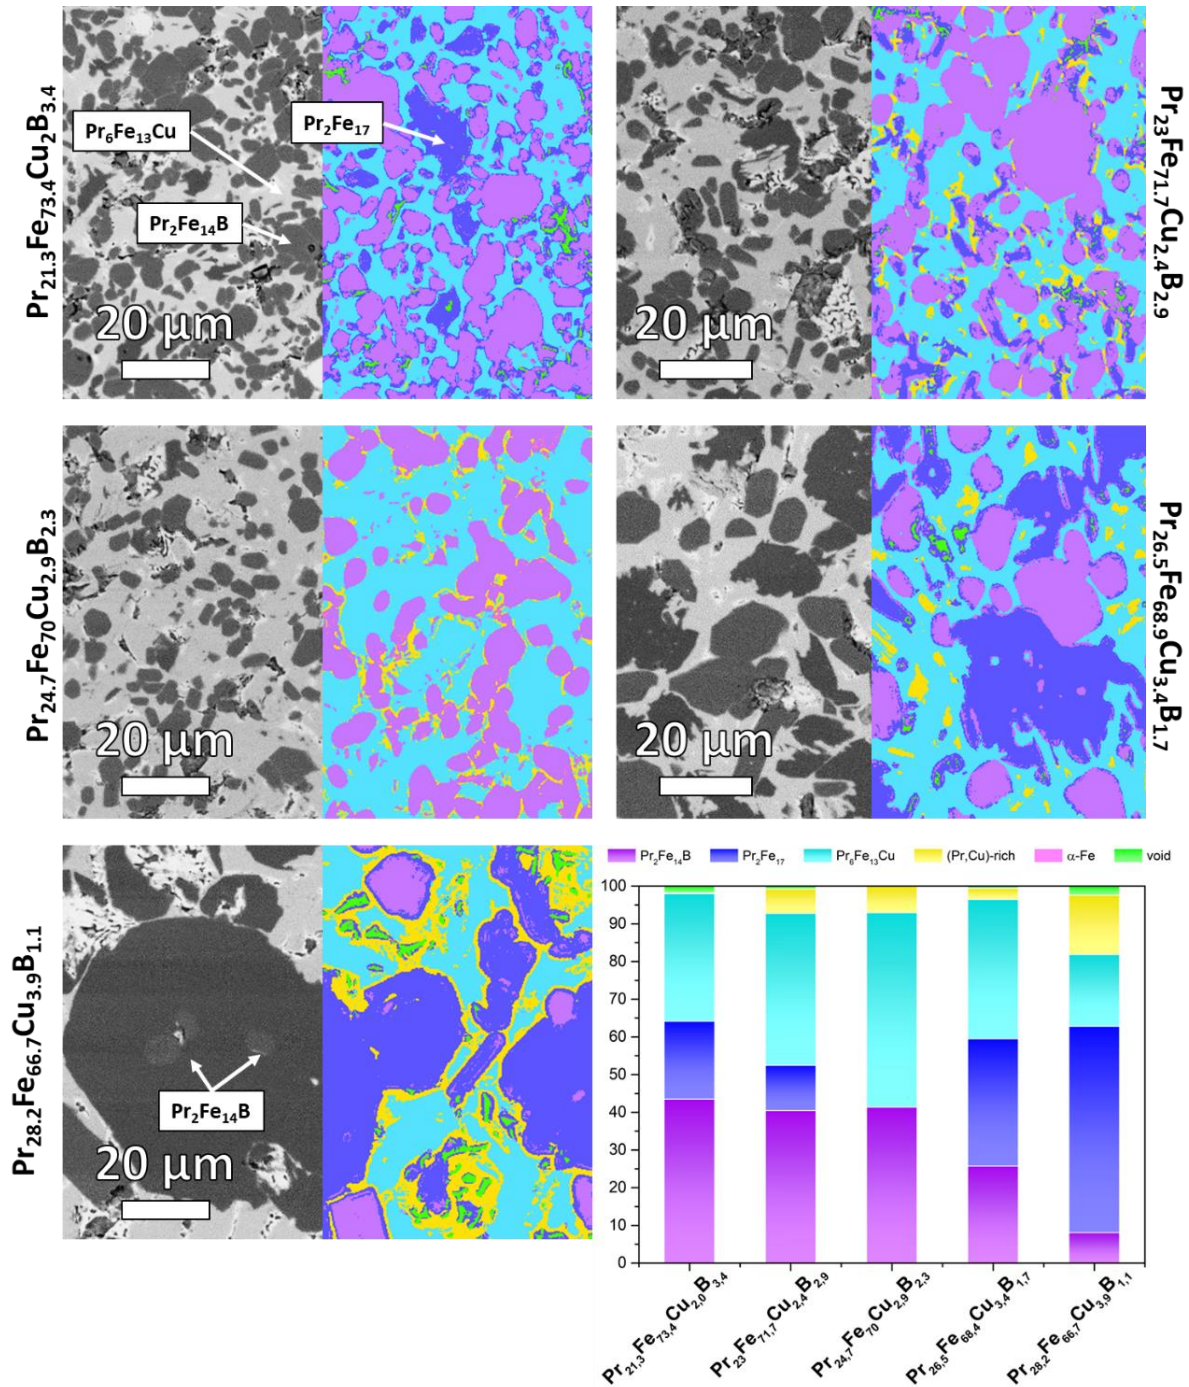 Pr21.3Fe73.4Cu2B3.4
Pr6Fe13Cu
Pr2Fe17
Pr2Fe14B
20 µm
20 µm
Pr23Fe71.7Cu2.4B2.9
Pr24.7Fe70Cu2.9B2.3
20 µm
20 µm
Pr26.5Fe68.9Cu3.4B1.7
Pr28.2Fe66.7Cu3.9B1.1
Pr2Fe14B
20 µm
Pr2Fe14B Pr2Fe17 Pr6Fe13Cu (Pr,Cu)-rich α-Fe void
100
90
80
70
60
50
40
30
20
10
0
Pr21,3Fe73,4Cu2,0B3,4
Pr23Fe71,7Cu2,4B2,9
Pr24,7Fe70Cu2,9B2,3
Pr26,5Fe68,4Cu3,4B1,7
Pr28,2Fe66,7Cu3,9B1,1